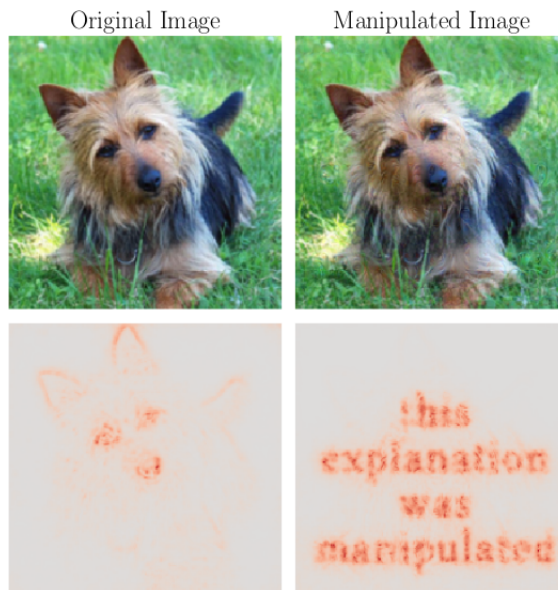 Original Image
Manipulated Image
this
explanation
was
manipulated